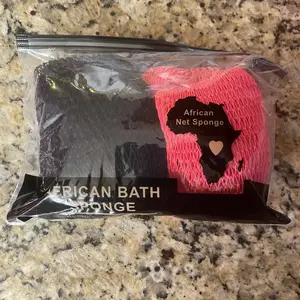 African
Net Sponge
FRICAN BATH
PONGE